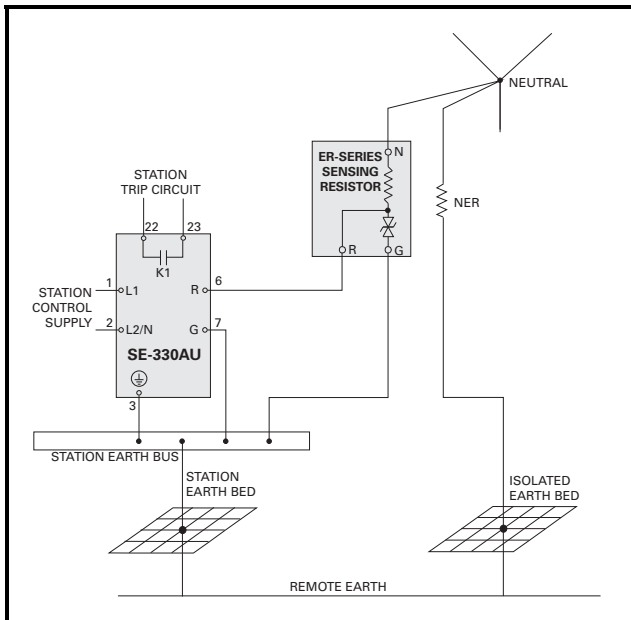 NEUTRAL
ER-SERIES
SENSING
RESISTOR
N
R
G
NER
STATION
TRIP CIRCUIT
22
23
K1
STATION
CONTROL
SUPPLY
1
L1
2
L2/N
R
6
G
7
SE-330AU
3
STATION EARTH BUS
STATION
EARTH BED
ISOLATED
EARTH BED
REMOTE EARTH